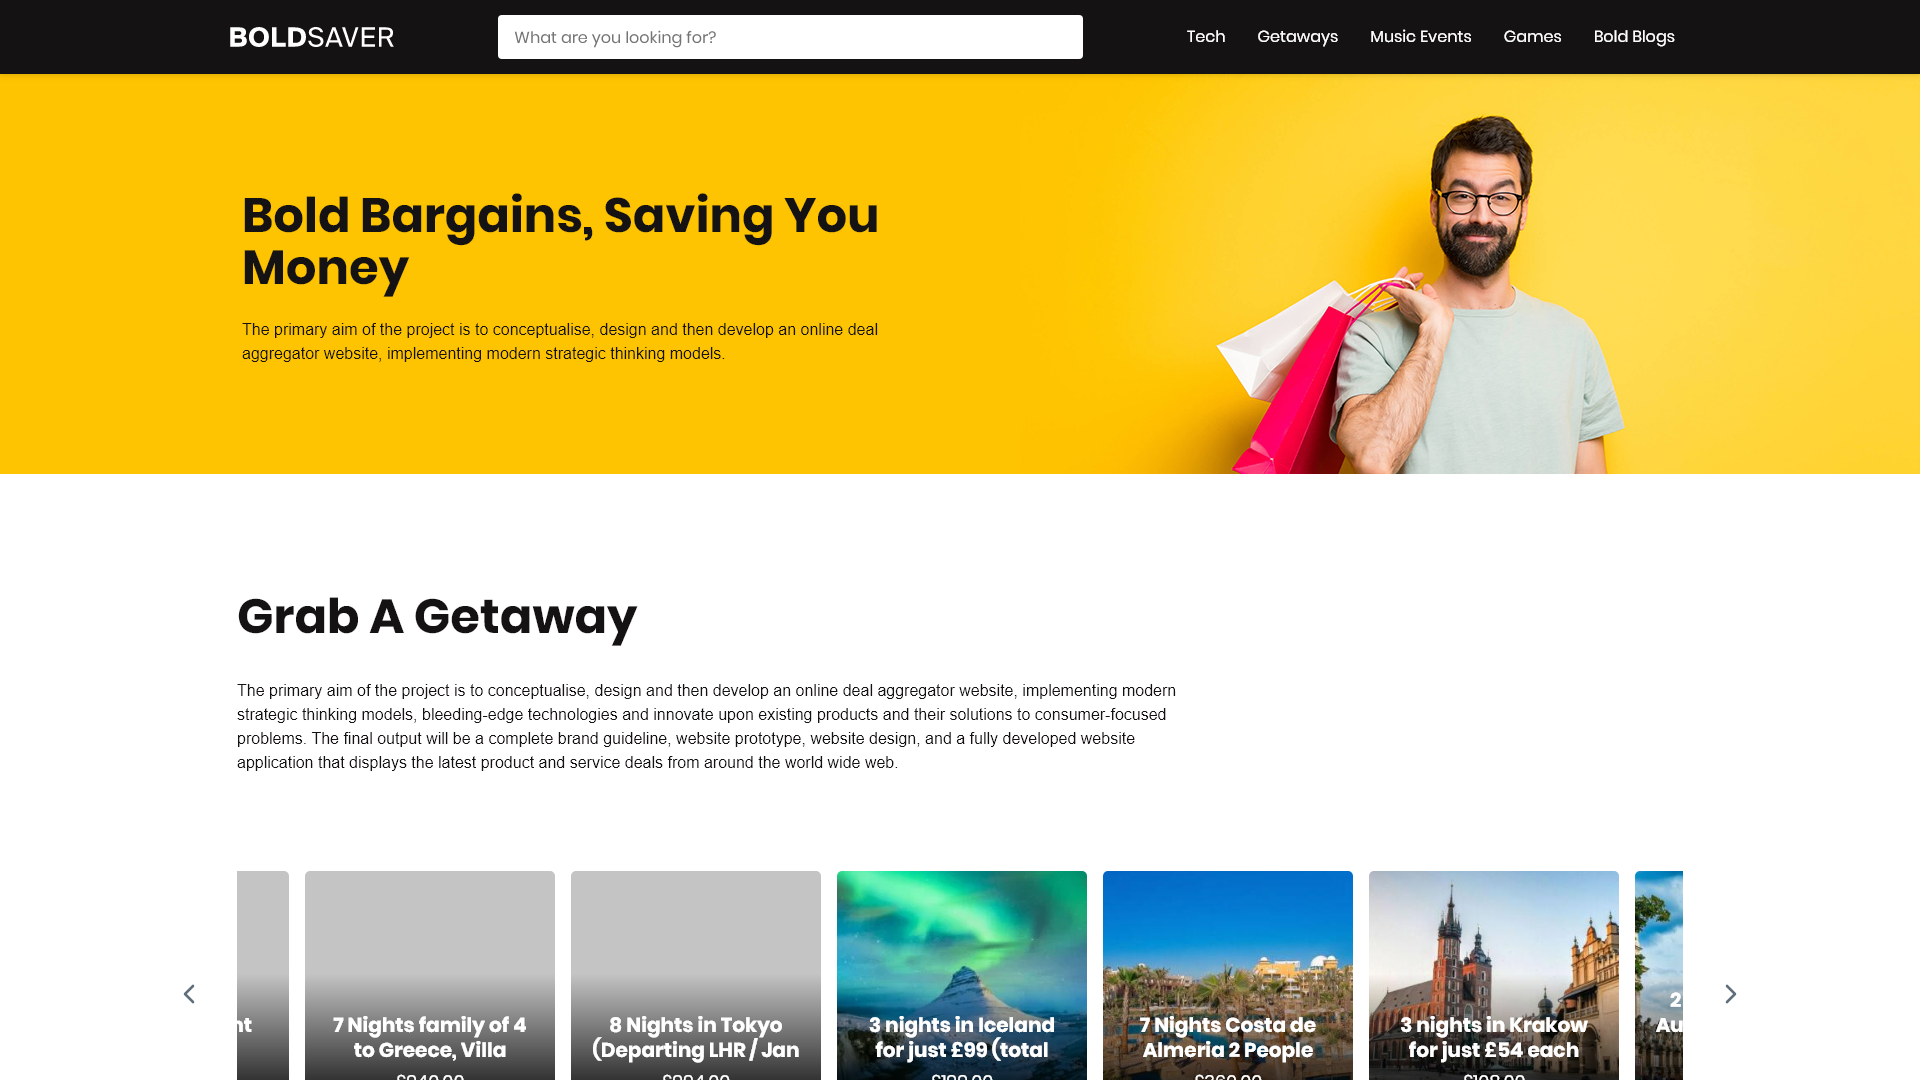 BOLDSAVER
What are you looking for?
Tech
Getaways
Music Events
Games
Bold Blogs
Bold Bargains, Saving You
Money
The primary aim of the project is to conceptualise, design and then develop an online deal
aggregator website, implementing modern strategic thinking models.
Grab A Getaway
The primary aim of the project is to conceptualise, design and then develop an online deal aggregator website, implementing modern
strategic thinking models, bleeding-edge technologies and innovate upon existing products and their solutions to consumer-focused
problems. The final output will be a complete brand guideline, website prototype, website design, and a fully developed website
application that displays the latest product and service deals from around the world wide web.
7 Nights family of 4
to Greece, Villa
8 Nights in Tokyo
(Departing LHR / Jan
3 nights in Iceland
for just £99 (total
7 Nights Costa de
Almeria 2 People
3 nights in Krakow
for just £54 each
2
Au